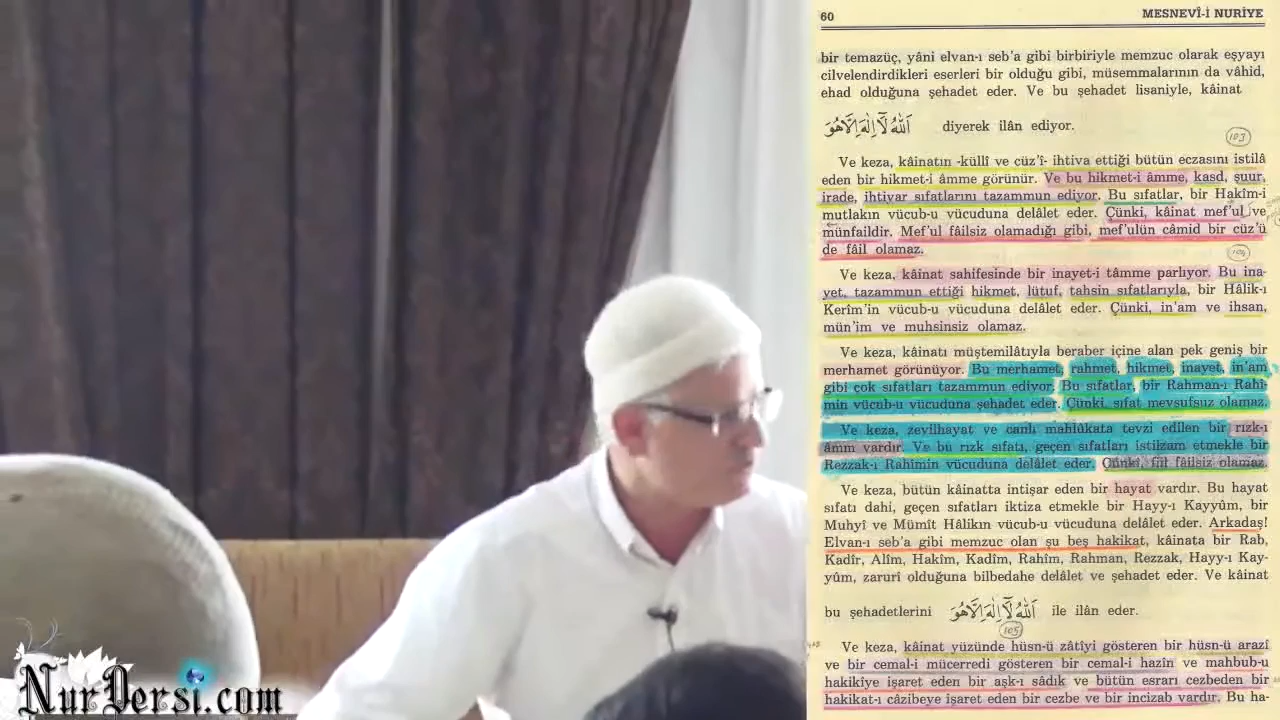 60
MESNEVÎ-İ NURİYE
bir temazüç, yâni elvan-ı seb'a gibi birbiriyle memzuc olarak eşyayı
cilvelendirdikleri eserleri bir olduğu gibi, müsemmalarının da vâhid,
ehad olduğuna şehadet eder. Ve bu şehadet lisaniyle, kâinat
اَللّٰهُ لَآ اِلٰهَ اِلَّا هُوَ diyerek ilân ediyor.
103
Ve keza, kâinatın -küllî ve cüz'î- ihtiva ettiği bütün eczasını istilâ
eden bir hikmet-i âmme görünür. Ve bu hikmet-i âmme, kasd, şuur,
irade, ihtiyar sıfatlarını tazammun ediyor. Bu sıfatlar, bir Hakîm-i
mutlakın vücub-u vücuduna delâlet eder. Çünki, kâinat mef'ul ve
münfaildir. Mef'ul fâilsiz olamadığı gibi, mef'ulün câmid bir cüz'ü
de fâil olamaz.
104
Ve keza, kâinat sahifesinde bir inayet-i tâmme parlıyor. Bu ina-
yet, tazammun ettiği hikmet, lütuf, tahsin sıfatlarıyla, bir Hâlik-ı
Kerîm'in vücub-u vücuduna delâlet eder. Çünki, in'am ve ihsan,
mün'im ve muhsinsiz olamaz.
Ve keza, kâinatı müştemilâtıyla beraber içine alan pek geniş bir
merhamet görünüyor. Bu merhamet, rahmet, hikmet, inayet, in'am
gibi çok sıfatları tazammun ediyor. Bu sıfatlar, bir Rahman-ı Rahî-
min vücub-u vücuduna şehadet eder. Çünki, sıfat mevsufsuz olamaz.
Ve keza, zevilhayat ve canlı mahlûkata tevzi edilen bir rızk-ı
âmm vardır. Ve bu rızk sıfatı, geçen sıfatları istilzam etmekle bir
Rezzak-ı Rahîmin vücuduna delâlet eder. Çünki, fiil fâilsiz olamaz.
Ve keza, bütün kâinatta intişar eden bir hayat vardır. Bu hayat
sıfatı dahi, geçen sıfatları iktiza etmekle bir Hayy-ı Kayyûm, bir
Muhyî ve Mümît Hâlikın vücub-u vücuduna delâlet eder. Arkadaş!
Elvan-ı seb'a gibi memzuc olan şu beş hakikat, kâinata bir Rab,
Kadîr, Alîm, Hakîm, Kadîm, Rahîm, Rahman, Rezzak, Hayy-ı Kay-
yûm, zarurî olduğuna bilbedahe delâlet ve şehadet eder. Ve kâinat
bu şehadetlerini اَللّٰهُ لَآ اِلٰهَ اِلَّا هُوَ ile ilân eder.
105
Ve keza, kâinat yüzünde hüsn-ü zâtîyi gösteren bir hüsn-ü arazî
ve bir cemal-i mücerredi gösteren bir cemal-i hazîn ve mahbub-u
hakikîye işaret eden bir aşk-ı sâdık ve bütün esrarı cezbeden bir
hakikat-ı câzibeye işaret eden bir cezbe ve bir incizab vardır. Bu ha-
NurDersi.com